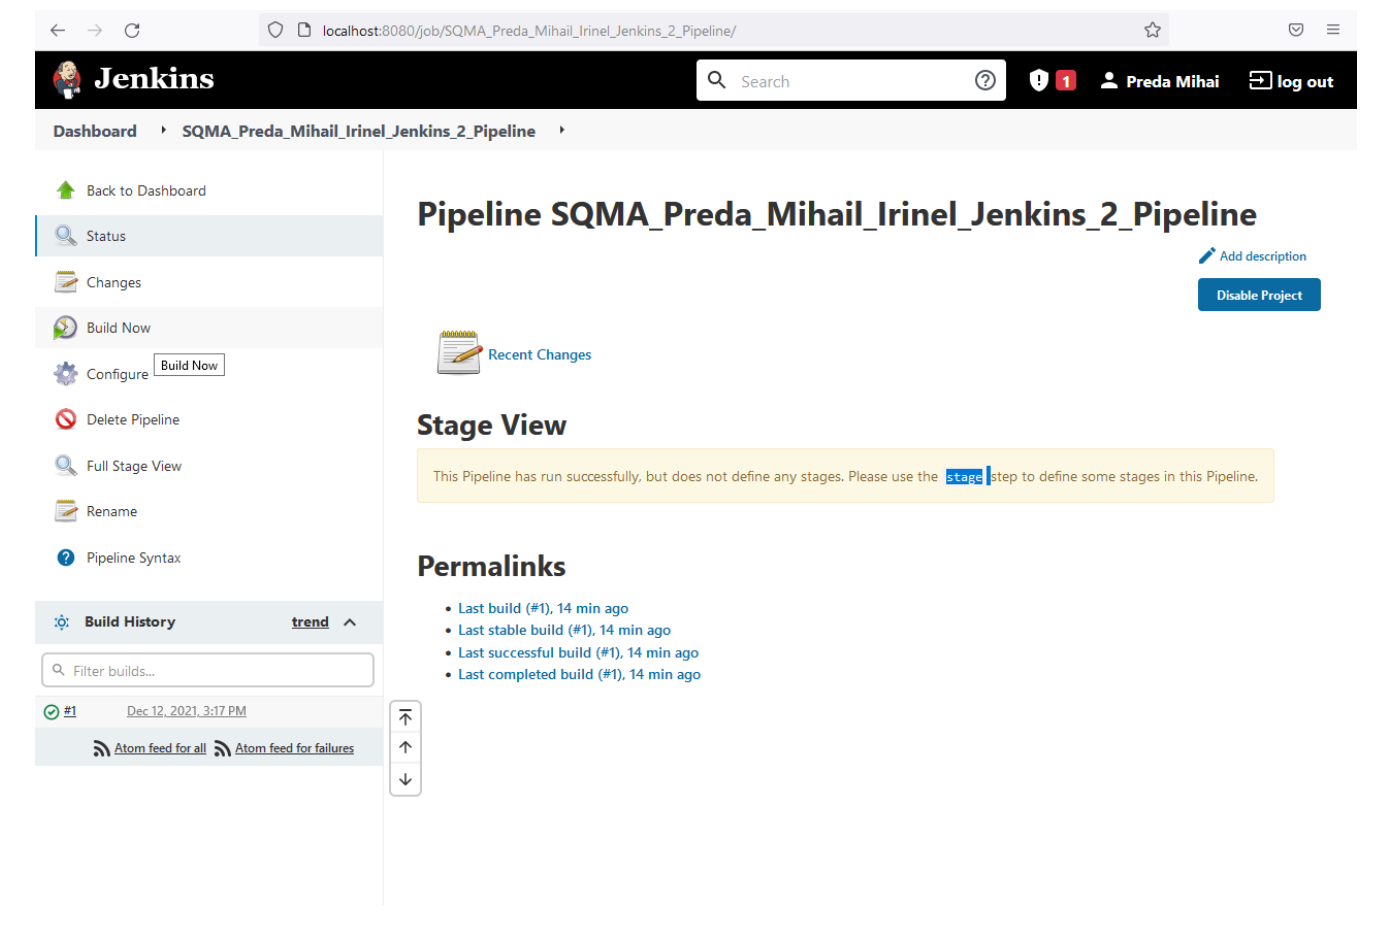 localhost:8080/job/SQMA_Preda_Mihail_Irinel_Jenkins_2_Pipeline/
Jenkins
Search
1
Preda Mihai
log out
Dashboard
SQMA_Preda_Mihail_Irinel_Jenkins_2_Pipeline
Back to Dashboard
Status
Changes
Build Now
Configure
Build Now
Delete Pipeline
Full Stage View
Rename
Pipeline Syntax
Build History
trend
Filter builds...
#1
Dec 12, 2021, 3:17 PM
Atom feed for all
Atom feed for failures
Pipeline SQMA_Preda_Mihail_Irinel_Jenkins_2_Pipeline
Add description
Disable Project
Recent Changes
Stage View
This Pipeline has run successfully, but does not define any stages. Please use the stage step to define some stages in this Pipeline.
Permalinks
Last build (#1), 14 min ago
Last stable build (#1), 14 min ago
Last successful build (#1), 14 min ago
Last completed build (#1), 14 min ago